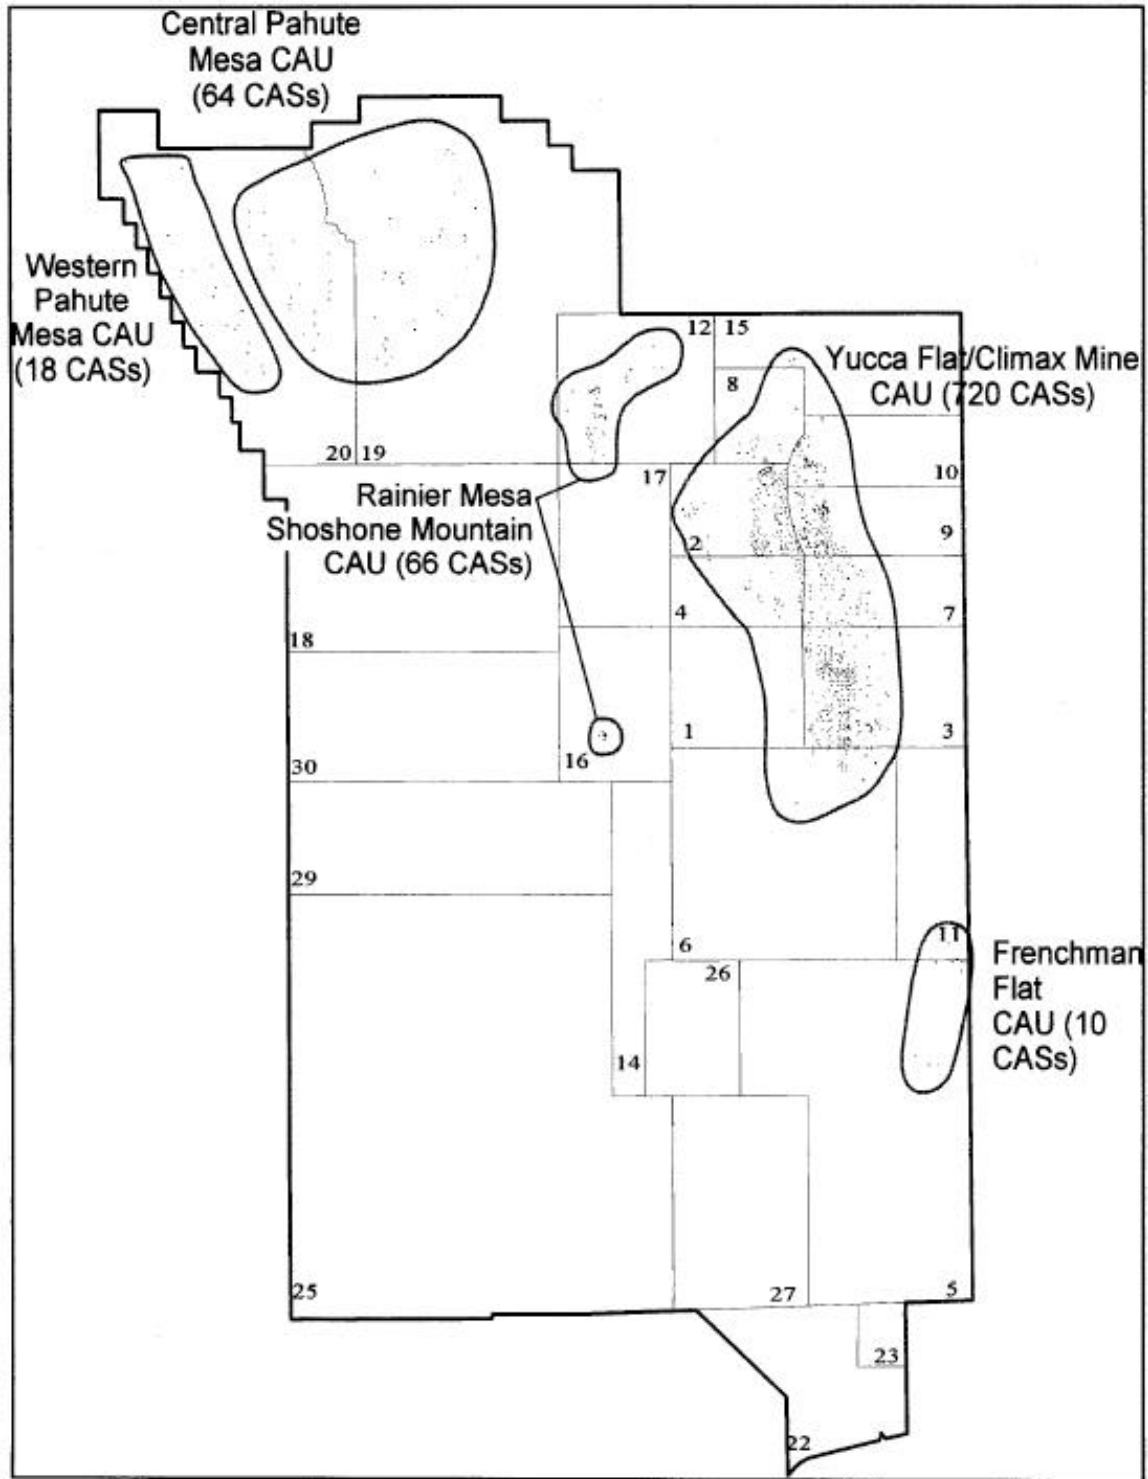 Central Pahute
Mesa CAU
(64 CASs)
Western
Pahute
Mesa CAU
(18 CASs)
12 15
Yucca Flat/Climax Mine
CAU (720 CASs)
8
20 19
17
10
Rainier Mesa
Shoshone Mountain
CAU (66 CASs)
2
9
4
7
18
1
3
16
30
29
11
6
26
Frenchman
Flat
CAU (10
CASs)
14
25
27
5
23
22